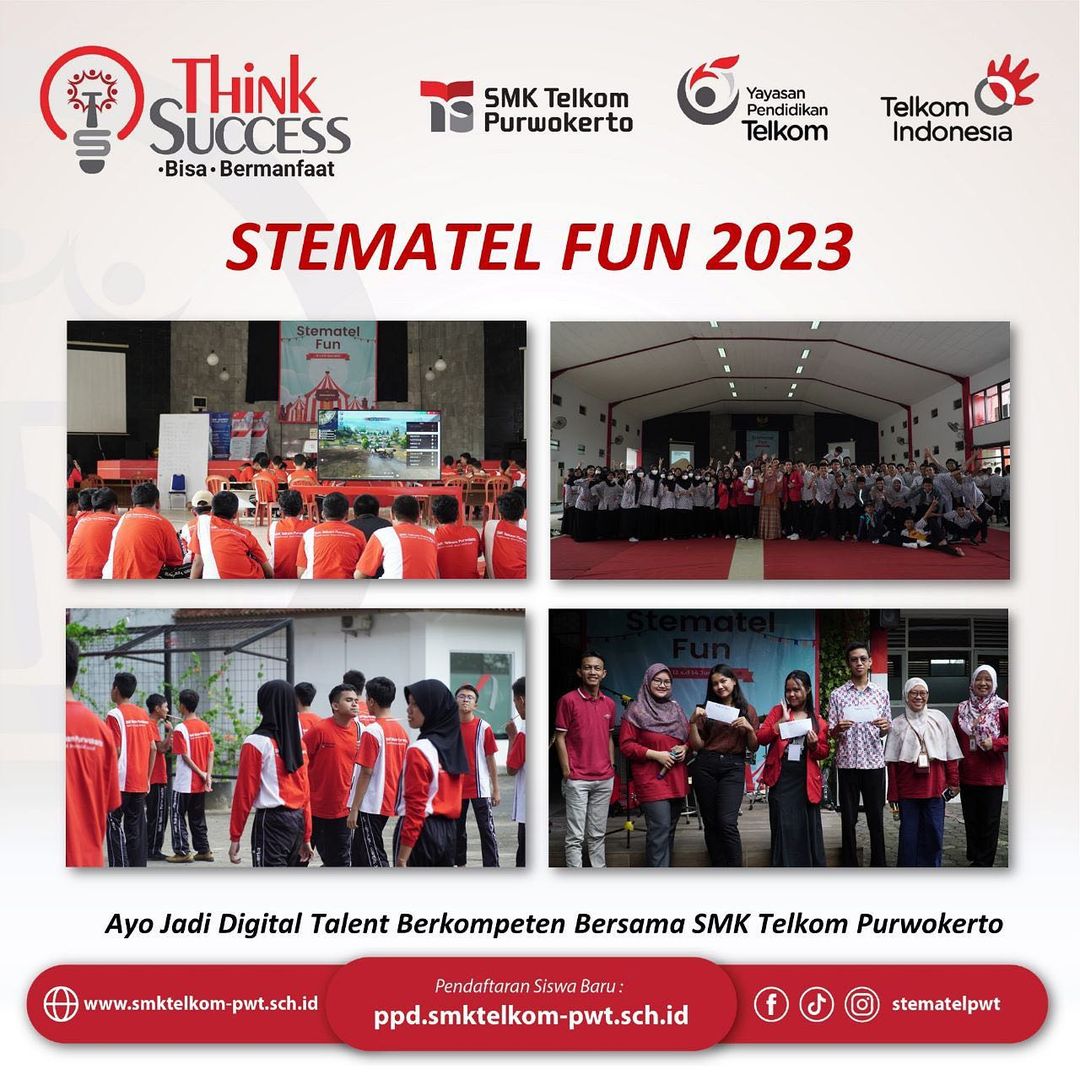 THINK
SUCCESS
•Bisa•Bermanfaat
SMK Telkom
Purwokerto
Yayasan
Pendidikan
Telkom
Telkom
Indonesia
STEMATEL FUN 2023
Stematel
Fun
Stematel
Fun
Stematel
Fun
Ayo Jadi Digital Talent Berkompeten Bersama SMK Telkom Purwokerto
www.smktelkom-pwt.sch.id
Pendaftaran Siswa Baru :
ppd.smktelkom-pwt.sch.id
stematelpwt